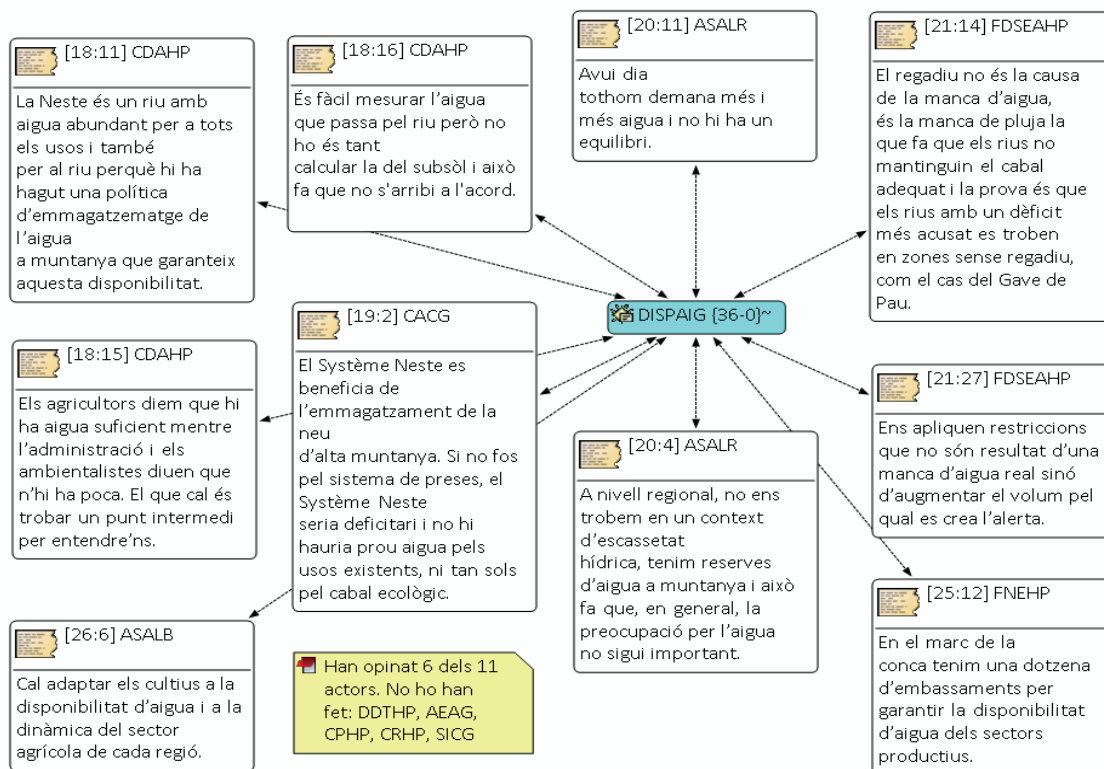 [18:11] CDAHP
La Neste és un riu amb
aigua abundant per a tots
els usos i també
per al riu perquè hi ha
hagut una política
d'emmagatzematge de
l'aigua
a muntanya que garanteix
aquesta disponibilitat.
[18:16] CDAHP
És fàcil mesurar l'aigua
que passa pel riu però no
ho és tant
calcular la del subsòl i això
fa que no s'arribi a l'acord.
[20:11] ASALR
Avui dia
tothom demana més i
més aigua i no hi ha un
equilibri.
[21:14] FDSEAHP
El regadiu no és la causa
de la manca d'aigua,
és la manca de pluja la
que fa que els rius no
mantinguin el cabal
adequat i la prova és que
els rius amb un dèficit
més acusat es troben
en zones sense regadiu,
com el cas del Gave de
Pau.
DISPAIG {36-0}~
[18:15] CDAHP
Els agricultors diem que hi
ha aigua suficient mentre
l'administració i els
ambientalistes diuen que
n'hi ha poca. El que cal és
trobar un punt intermedi
per entendre'ns.
[19:2] CACG
El Système Neste es
beneficia de
l'emmagatzament de la
neu
d'alta muntanya. Si no fos
pel sistema de preses, el
Système Neste
seria deficitari i no hi
hauria prou aigua pels
usos existents, ni tan sols
pel cabal ecològic.
[20:4] ASALR
A nivell regional, no ens
trobem en un context
d'escassetat
hídrica, tenim reserves
d'aigua a muntanya i això
fa que, en general, la
preocupació per l'aigua
no sigui important.
[21:27] FDSEAHP
Ens apliquen restriccions
que no són resultat d'una
manca d'aigua real sinó
d'augmentar el volum pel
qual es crea l'alerta.
[26:6] ASALB
Cal adaptar els cultius a la
disponibilitat d'aigua i a la
dinàmica del sector
agrícola de cada regió.
Han opinat 6 dels 11
actors. No ho han
fet: DDTHP, AEAG,
CPHP, CRHP, SICG
[25:12] FNEHP
En el marc de la
conca tenim una dotzena
d'embassaments per
garantir la disponibilitat
d'aigua dels sectors
productius.